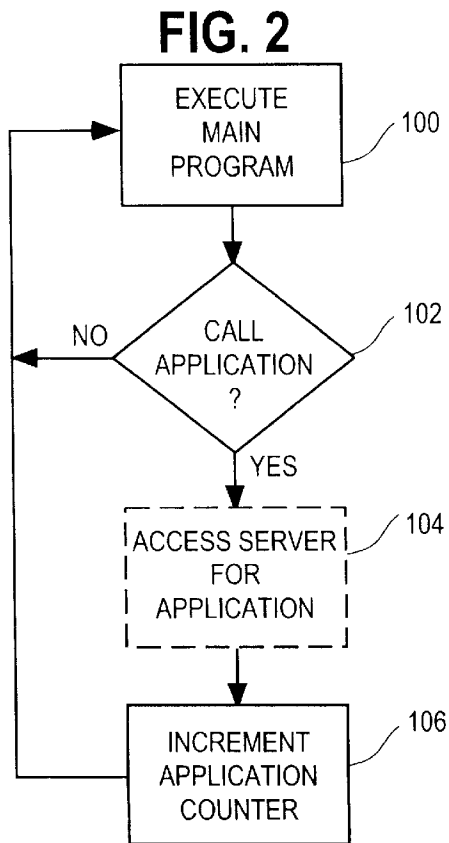 FIG. 2
EXECUTE
MAIN
PROGRAM
100
CALL
APPLICATION
?
102
NO
YES
ACCESS SERVER
FOR
APPLICATION
104
INCREMENT
APPLICATION
COUNTER
106